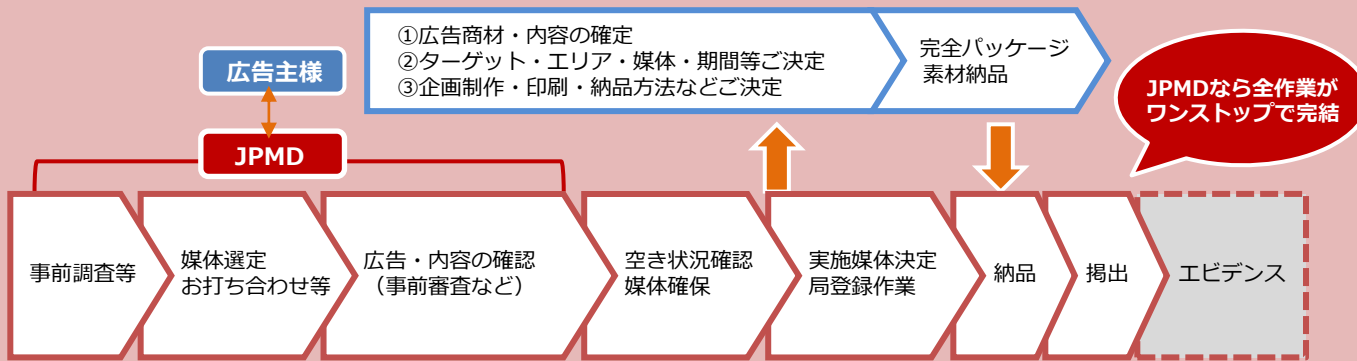 ①広告商材・内容の確定
②ターゲット・エリア・媒体・期間等ご決定
③企画制作・印刷・納品方法などご決定
完全パッケージ
素材納品
広告主様
JPMDなら全作業が
ワンストップで完結
JPMD
事前調査等
媒体選定
お打ち合わせ等
広告・内容の確認
（事前審査など）
空き状況確認
媒体確保
実施媒体決定
局登録作業
納品
掲出
エビデンス